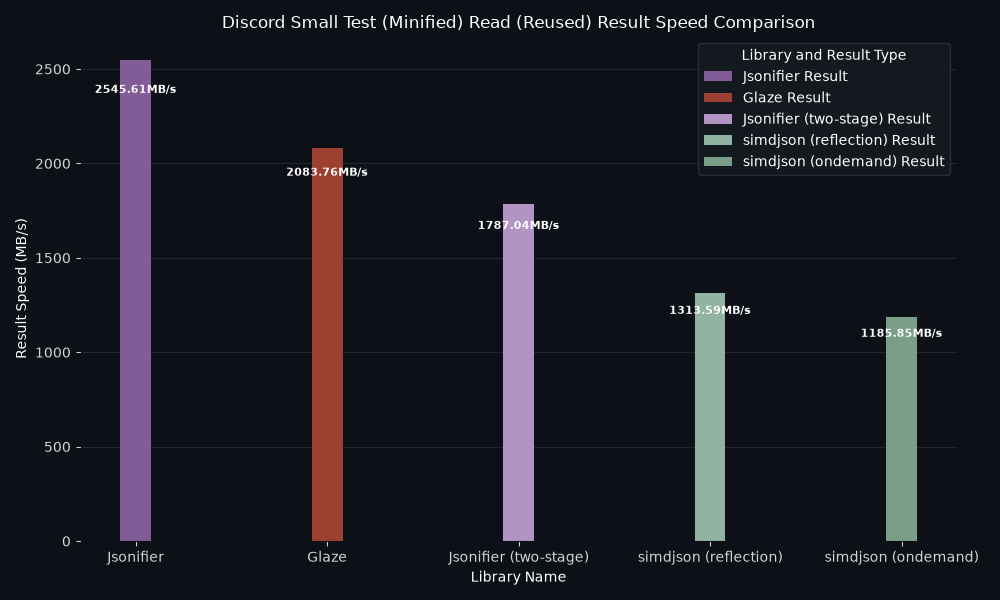 Discord Small Test (Minified) Read (Reused) Result Speed Comparison
Library and Result Type
Jsonifier Result
Glaze Result
Jsonifier (two-stage) Result
simdjson (reflection) Result
simdjson (ondemand) Result
Result Speed (MB/s)
2500
2000
1500
1000
500
0
2545.61MB/s
2083.76MB/s
1787.04MB/s
1313.59MB/s
1185.85MB/s
Jsonifier
Glaze
Jsonifier (two-stage)
simdjson (reflection)
simdjson (ondemand)
Library Name